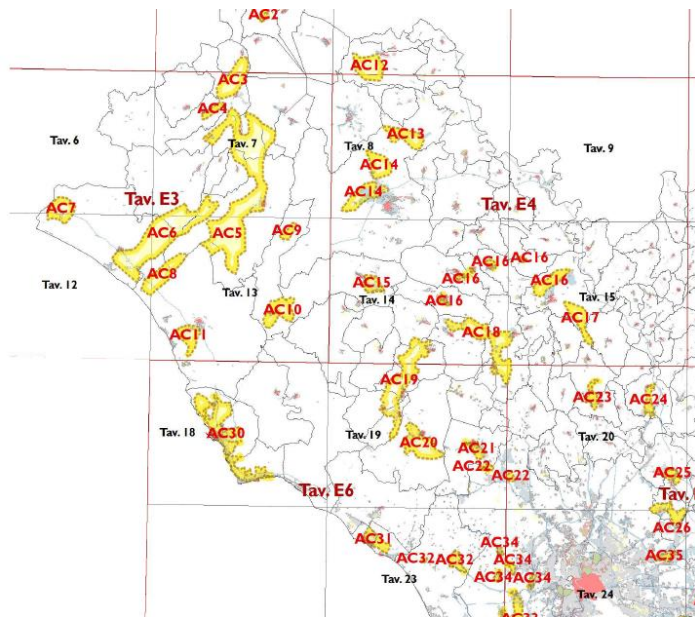 AC2
AC12
AC3
AC4
AC13
Tav. 6
Tav. 7
Tav. 8
Tav. 9
AC14
AC14
Tav. E3
Tav. E4
AC7
AC6
AC5
AC9
AC16
AC16
AC16
AC16
AC8
Tav. 12
Tav. 13
AC15
Tav. 14
AC16
Tav. 15
AC10
AC17
AC11
AC18
AC19
AC23
AC24
Tav. 18
AC30
Tav. 19
AC20
Tav. 20
AC21
AC22
AC22
AC25
Tav. E6
Tav.
AC26
AC31
AC34
AC32
AC32
AC34
AC35
Tav. 23
AC34
AC34
Tav. 24